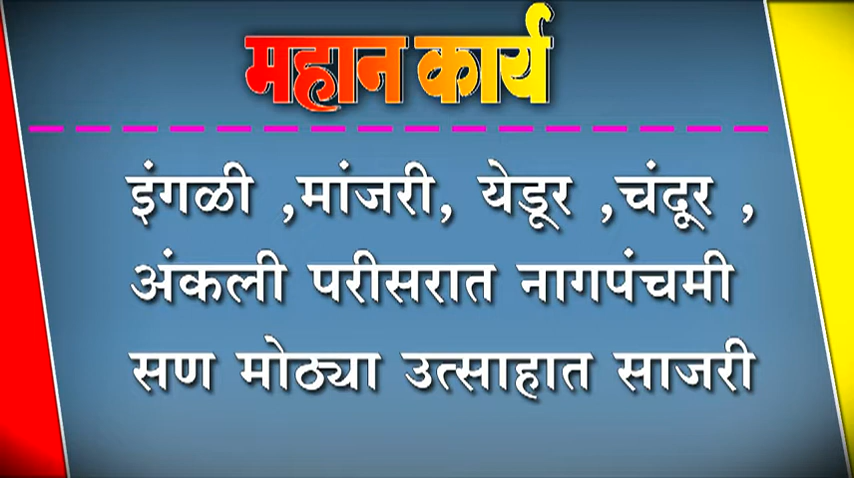 महान कार्य
इंगळी ,मांजरी, येडूर ,चंदूर ,
अंकली परीसरात नागपंचमी
सण मोठ्या उत्साहात साजरी